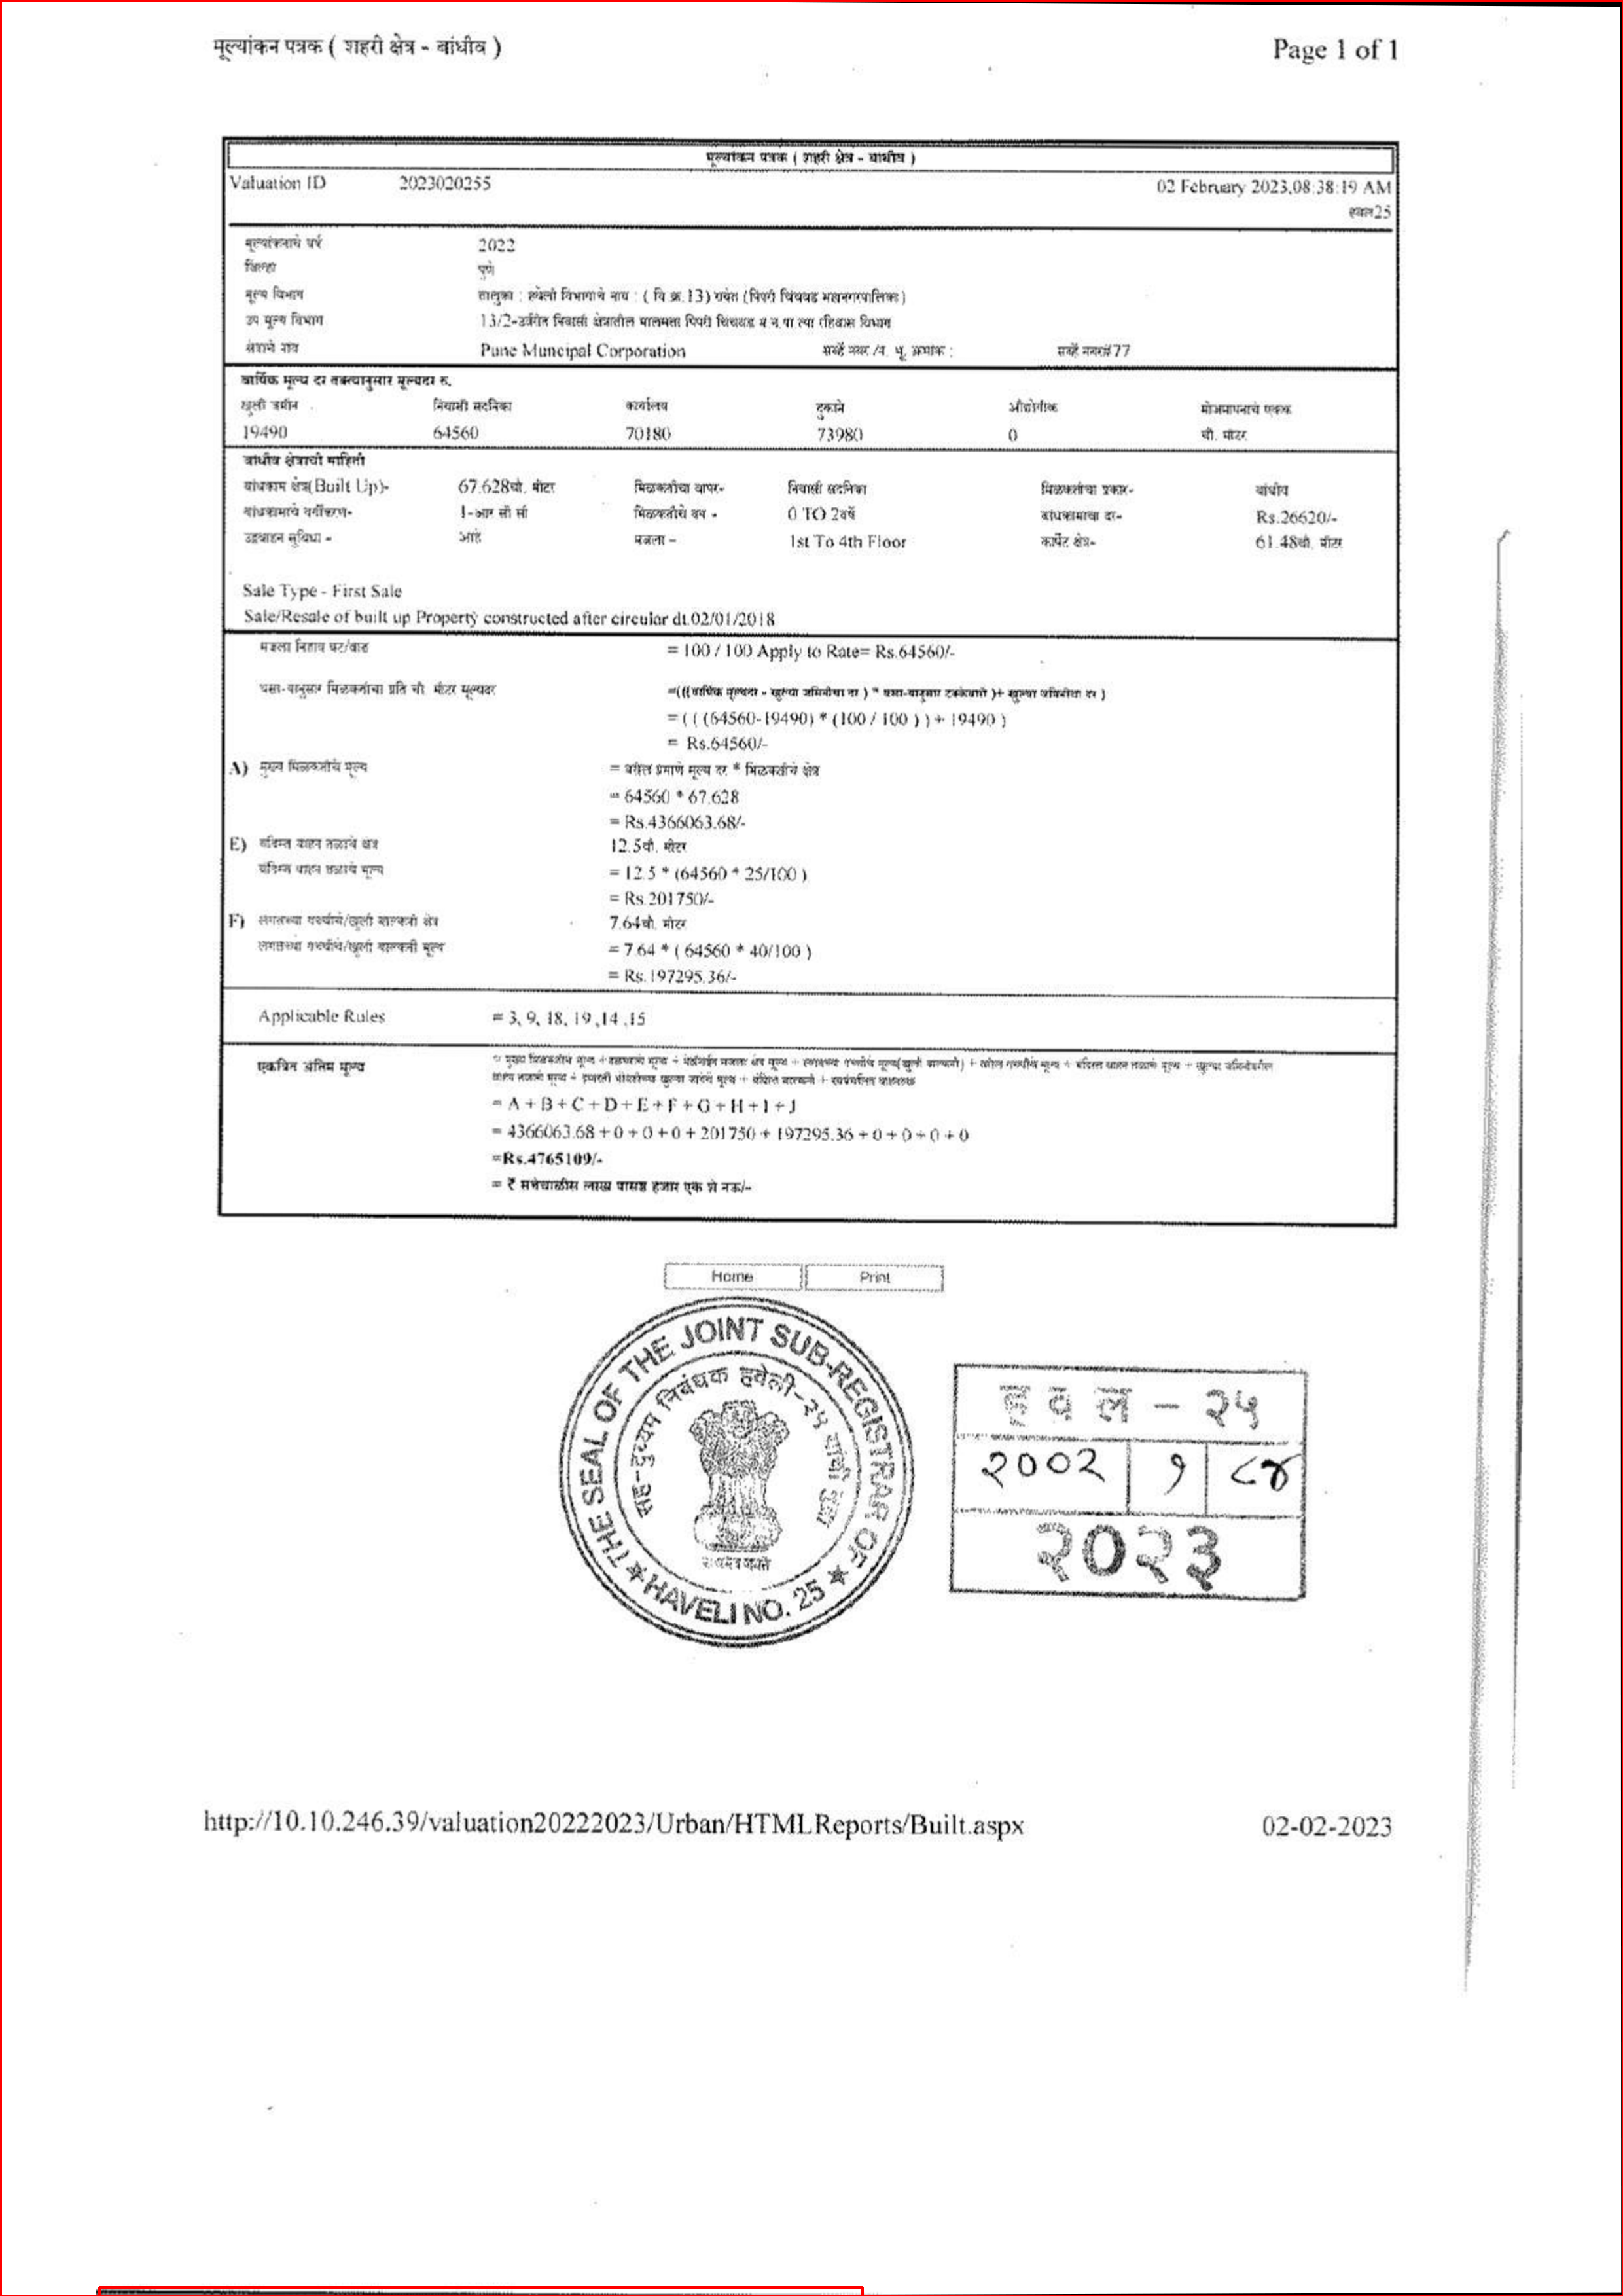 मूल्यांकन पत्रक ( शहरी क्षेत्र - बांधीव ) Page 1 of 1
मूल्यांकन पत्रक ( शहरी क्षेत्र - बांधीव )
Valuation ID 2023020255 02 February 2023,08:38:19 AM
हवल25
मूल्यांकनाचे वर्ष 2022
जिल्हा पुणे
मूल्य विभाग तालुका : हवेली विभागाचे नाव : ( वि.क्र.13) रावेत (पिंपरी चिंचवड महानगरपालिका)
उप मूल्य विभाग 13/2-उर्वरीत निवासी क्षेत्रातील मालमत्ता पिंपरी चिंचवड म न पा च्या रहिवास विभाग
क्षेत्राचे नांव Pune Muncipal Corporation सर्व्हे नंबर /न. भू. क्रमांक : सर्व्हे नंबर#77
वार्षिक मूल्य दर तक्त्यानुसार मूल्यदर रु.
खुली जमीन निवासी सदनिका कार्यालय दुकाने औद्योगीक मोजमापनाचे एकक
19490 64560 70180 73980 0 चौ. मीटर
बांधीव क्षेत्राची माहिती
बांधकाम क्षेत्र(Built Up)- 67.628चौ. मीटर मिळकतीचा वापर- निवासी सदनिका मिळकतीचा प्रकार- बांधीव
बांधकामाचे वर्गीकरण- 1-आर सी सी मिळकतीचे वय - 0 TO 2वर्षे बांधकामाचा दर- Rs.26620/-
उद्ववाहन सुविधा - आहे मजला - 1st To 4th Floor कार्पेट क्षेत्र- 61.48चौ. मीटर
Sale Type - First Sale
Sale/Resale of built up Property constructed after circular dt.02/01/2018
मजला निहाय घट/वाढ = 100 / 100 Apply to Rate= Rs.64560/-
घसा-यानुसार मिळकतीचा प्रति चौ. मीटर मूल्यदर =(((वार्षिक मूल्यदर - खुल्या जमिनीचा दर ) * घसा-यानुसार टक्केवारी )+ खुल्या जमिनीचा दर )
= ( ( (64560-19490) * (100 / 100 ) ) + 19490 )
= Rs.64560/-
A) मुख्य मिळकतीचे मूल्य = वरील प्रमाणे मूल्य दर * मिळकतीचे क्षेत्र
= 64560 * 67.628
= Rs.4366063.68/-
E) बंदिस्त वाहन तळाचे क्षेत्र 12.5चौ. मीटर
बंदिस्त वाहन तळाचे मूल्य = 12.5 * (64560 * 25/100 )
= Rs.201750/-
F) लगतच्या गच्चीचे/खुली बाल्कनी क्षेत्र 7.64चौ. मीटर
लगतच्या गच्चीचे/खुली बाल्कनी मूल्य = 7.64 * ( 64560 * 40/100 )
= Rs.197295.36/-
Applicable Rules = 3, 9, 18, 19 ,14 ,15
एकत्रित अंतिम मूल्य = मुख्य मिळकतीचे मूल्य + तळघराचे मूल्य + मेझॅनाईन मजला क्षेत्र मूल्य + लगतच्या गच्चीचे मूल्य(खुली बाल्कनी) + वरील गच्चीचे मूल्य + बंदिस्त वाहन तळाचे मूल्य + खुल्या जमिनीवरील
वाहन तळाचे मूल्य + इमारती भोवतीच्या खुल्या जागेचे मूल्य + बंदिस्त बाल्कनी + स्वयंचलित वाहनतळ
= A + B + C + D + E + F + G + H + I + J
= 4366063.68 + 0 + 0 + 0 + 201750 + 197295.36 + 0 + 0 + 0 + 0
=Rs.4765109/-
= ₹ सत्तेचाळीस लाख पासष्ठ हजार एक शे नऊ/-
Home Print
THE SEAL OF THE JOINT SUB-REGISTRAR OF
सह-दुय्यम निबंधक हवेली-२५ यांची मुद्रा
सत्यमेव जयते
HAVELI NO. 25
ह व ल - २५
२००२ १ ८४
२०२३
http://10.10.246.39/valuation20222023/Urban/HTMLReports/Built.aspx 02-02-2023